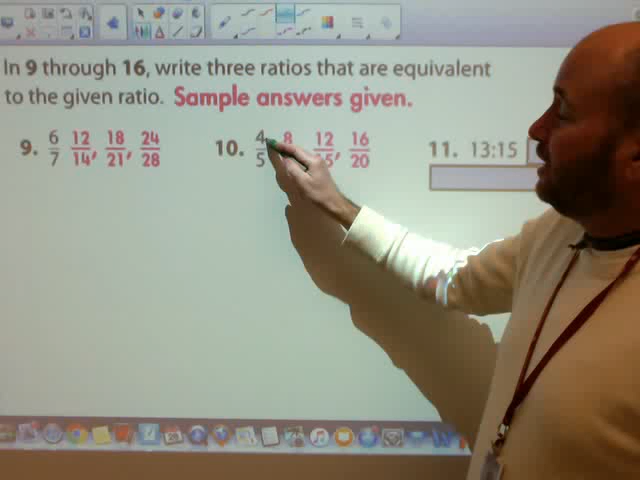 In 9 through 16, write three ratios that are equivalent
to the given ratio. Sample answers given.
9. 6/7 12/14, 18/21, 24/28 10. 4/5 8 12/ 5, 16/20 11. 13:15